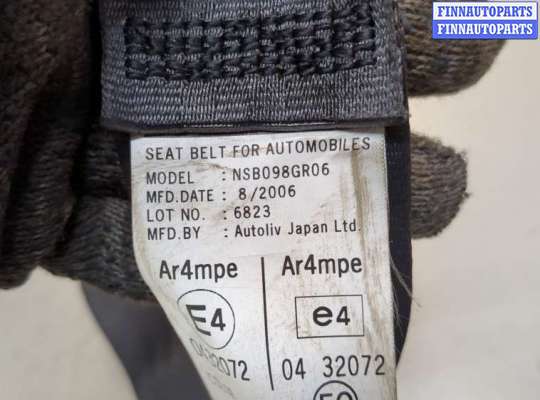 FINNAUTOPARTS
FINNAUTOPARTS
SEAT BELT FOR AUTOMOBILES
MODEL : NSB098GR06
MFD.DATE : 8/2006
LOT NO. : 6823
MFD.BY : Autoliv Japan Ltd.
Ar4mpe Ar4mpe
E4 e4
0432072 04 32072